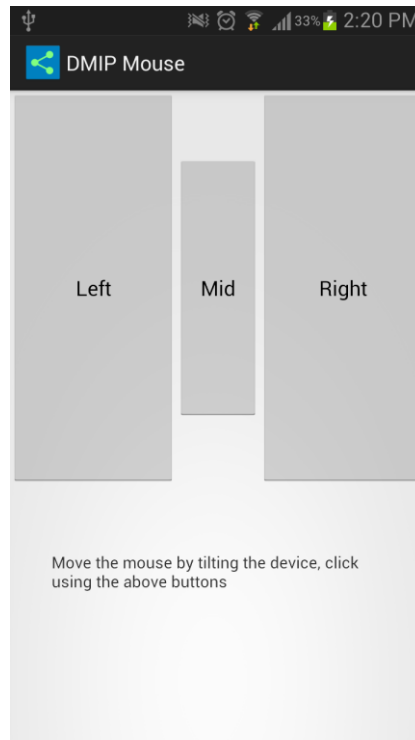 33% 2:20 PM
DMIP Mouse
Left Mid Right
Move the mouse by tilting the device, click
using the above buttons